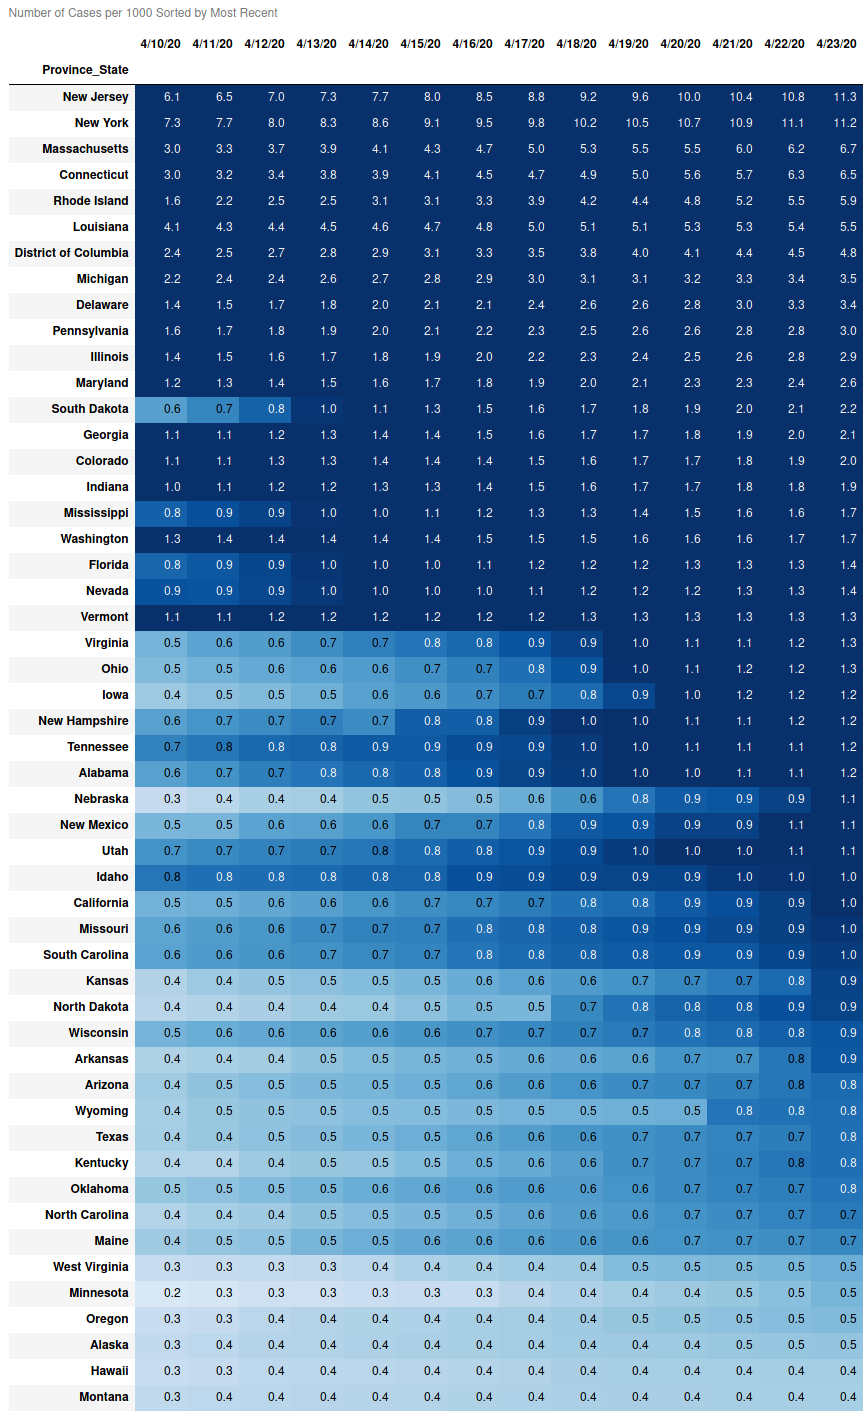 Number of Cases per 1000 Sorted by Most Recent
4/10/20 4/11/20 4/12/20 4/13/20 4/14/20 4/15/20 4/16/20 4/17/20 4/18/20 4/19/20 4/20/20 4/21/20 4/22/20 4/23/20
Province_State
New Jersey 6.1 6.5 7.0 7.3 7.7 8.0 8.5 8.8 9.2 9.6 10.0 10.4 10.8 11.3
New York 7.3 7.7 8.0 8.3 8.6 9.1 9.5 9.8 10.2 10.5 10.7 10.9 11.1 11.2
Massachusetts 3.0 3.3 3.7 3.9 4.1 4.3 4.7 5.0 5.3 5.5 5.5 6.0 6.2 6.7
Connecticut 3.0 3.2 3.4 3.8 3.9 4.1 4.5 4.7 4.9 5.0 5.6 5.7 6.3 6.5
Rhode Island 1.6 2.2 2.5 2.5 3.1 3.1 3.3 3.9 4.2 4.4 4.8 5.2 5.5 5.9
Louisiana 4.1 4.3 4.4 4.5 4.6 4.7 4.8 5.0 5.1 5.1 5.3 5.3 5.4 5.5
District of Columbia 2.4 2.5 2.7 2.8 2.9 3.1 3.3 3.5 3.8 4.0 4.1 4.4 4.5 4.8
Michigan 2.2 2.4 2.4 2.6 2.7 2.8 2.9 3.0 3.1 3.1 3.2 3.3 3.4 3.5
Delaware 1.4 1.5 1.7 1.8 2.0 2.1 2.1 2.4 2.6 2.6 2.8 3.0 3.3 3.4
Pennsylvania 1.6 1.7 1.8 1.9 2.0 2.1 2.2 2.3 2.5 2.6 2.6 2.8 2.8 3.0
Illinois 1.4 1.5 1.6 1.7 1.8 1.9 2.0 2.2 2.3 2.4 2.5 2.6 2.8 2.9
Maryland 1.2 1.3 1.4 1.5 1.6 1.7 1.8 1.9 2.0 2.1 2.3 2.3 2.4 2.6
South Dakota 0.6 0.7 0.8 1.0 1.1 1.3 1.5 1.6 1.7 1.8 1.9 2.0 2.1 2.2
Georgia 1.1 1.1 1.2 1.3 1.4 1.4 1.5 1.6 1.7 1.7 1.8 1.9 2.0 2.1
Colorado 1.1 1.1 1.3 1.3 1.4 1.4 1.4 1.5 1.6 1.7 1.7 1.8 1.9 2.0
Indiana 1.0 1.1 1.2 1.2 1.3 1.3 1.4 1.5 1.6 1.7 1.7 1.8 1.8 1.9
Mississippi 0.8 0.9 0.9 1.0 1.0 1.1 1.2 1.3 1.3 1.4 1.5 1.6 1.6 1.7
Washington 1.3 1.4 1.4 1.4 1.4 1.4 1.5 1.5 1.5 1.6 1.6 1.6 1.7 1.7
Florida 0.8 0.9 0.9 1.0 1.0 1.0 1.1 1.2 1.2 1.2 1.3 1.3 1.3 1.4
Nevada 0.9 0.9 0.9 1.0 1.0 1.0 1.0 1.1 1.2 1.2 1.2 1.3 1.3 1.4
Vermont 1.1 1.1 1.2 1.2 1.2 1.2 1.2 1.2 1.3 1.3 1.3 1.3 1.3 1.3
Virginia 0.5 0.6 0.6 0.7 0.7 0.8 0.8 0.9 0.9 1.0 1.1 1.1 1.2 1.3
Ohio 0.5 0.5 0.6 0.6 0.6 0.7 0.7 0.8 0.9 1.0 1.1 1.2 1.2 1.3
Iowa 0.4 0.5 0.5 0.5 0.6 0.6 0.7 0.7 0.8 0.9 1.0 1.2 1.2 1.2
New Hampshire 0.6 0.7 0.7 0.7 0.7 0.8 0.8 0.9 1.0 1.0 1.1 1.1 1.2 1.2
Tennessee 0.7 0.8 0.8 0.8 0.9 0.9 0.9 0.9 1.0 1.0 1.1 1.1 1.1 1.2
Alabama 0.6 0.7 0.7 0.8 0.8 0.8 0.9 0.9 1.0 1.0 1.0 1.1 1.1 1.2
Nebraska 0.3 0.4 0.4 0.4 0.5 0.5 0.5 0.6 0.6 0.8 0.9 0.9 0.9 1.1
New Mexico 0.5 0.5 0.6 0.6 0.6 0.7 0.7 0.8 0.9 0.9 0.9 0.9 1.1 1.1
Utah 0.7 0.7 0.7 0.7 0.8 0.8 0.8 0.9 0.9 1.0 1.0 1.0 1.1 1.1
Idaho 0.8 0.8 0.8 0.8 0.8 0.8 0.9 0.9 0.9 0.9 0.9 1.0 1.0 1.0
California 0.5 0.5 0.6 0.6 0.6 0.7 0.7 0.7 0.8 0.8 0.9 0.9 0.9 1.0
Missouri 0.6 0.6 0.6 0.7 0.7 0.7 0.8 0.8 0.8 0.9 0.9 0.9 0.9 1.0
South Carolina 0.6 0.6 0.6 0.7 0.7 0.7 0.8 0.8 0.8 0.8 0.9 0.9 0.9 1.0
Kansas 0.4 0.4 0.5 0.5 0.5 0.5 0.6 0.6 0.6 0.7 0.7 0.7 0.8 0.9
North Dakota 0.4 0.4 0.4 0.4 0.4 0.5 0.5 0.5 0.7 0.8 0.8 0.8 0.9 0.9
Wisconsin 0.5 0.6 0.6 0.6 0.6 0.6 0.7 0.7 0.7 0.7 0.8 0.8 0.8 0.9
Arkansas 0.4 0.4 0.4 0.5 0.5 0.5 0.5 0.6 0.6 0.6 0.7 0.7 0.8 0.9
Arizona 0.4 0.5 0.5 0.5 0.5 0.5 0.6 0.6 0.6 0.7 0.7 0.7 0.8 0.8
Wyoming 0.4 0.5 0.5 0.5 0.5 0.5 0.5 0.5 0.5 0.5 0.5 0.8 0.8 0.8
Texas 0.4 0.4 0.5 0.5 0.5 0.5 0.6 0.6 0.6 0.7 0.7 0.7 0.7 0.8
Kentucky 0.4 0.4 0.4 0.5 0.5 0.5 0.5 0.6 0.6 0.7 0.7 0.7 0.8 0.8
Oklahoma 0.5 0.5 0.5 0.5 0.6 0.6 0.6 0.6 0.6 0.6 0.7 0.7 0.7 0.8
North Carolina 0.4 0.4 0.4 0.5 0.5 0.5 0.5 0.6 0.6 0.6 0.7 0.7 0.7 0.7
Maine 0.4 0.5 0.5 0.5 0.5 0.6 0.6 0.6 0.6 0.6 0.7 0.7 0.7 0.7
West Virginia 0.3 0.3 0.3 0.3 0.4 0.4 0.4 0.4 0.4 0.5 0.5 0.5 0.5 0.5
Minnesota 0.2 0.3 0.3 0.3 0.3 0.3 0.3 0.4 0.4 0.4 0.4 0.5 0.5 0.5
Oregon 0.3 0.3 0.4 0.4 0.4 0.4 0.4 0.4 0.4 0.5 0.5 0.5 0.5 0.5
Alaska 0.3 0.4 0.4 0.4 0.4 0.4 0.4 0.4 0.4 0.4 0.4 0.5 0.5 0.5
Hawaii 0.3 0.3 0.4 0.4 0.4 0.4 0.4 0.4 0.4 0.4 0.4 0.4 0.4 0.4
Montana 0.3 0.4 0.4 0.4 0.4 0.4 0.4 0.4 0.4 0.4 0.4 0.4 0.4 0.4